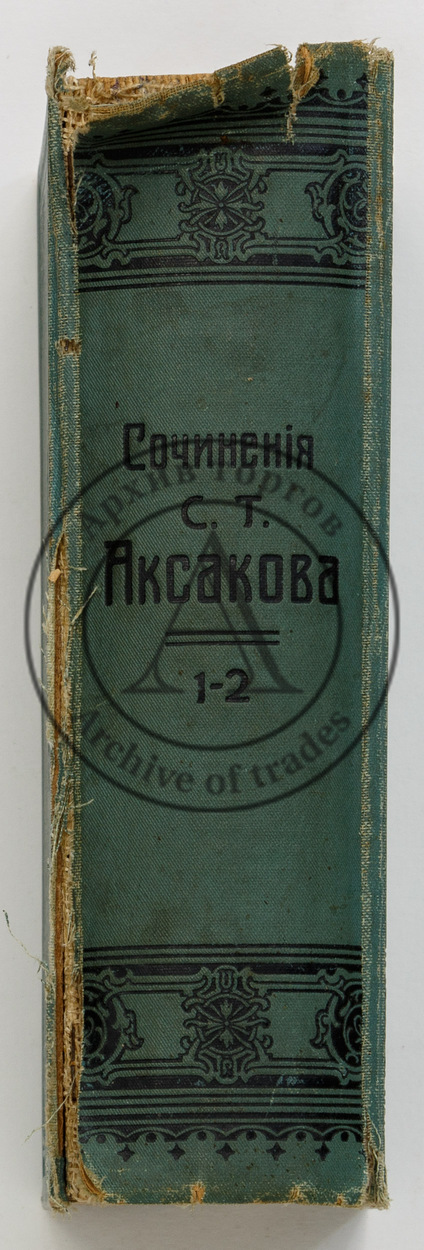 Сочиненія
Архив Торгов
С. Т.
Аксакова
1-2
Archive of trades